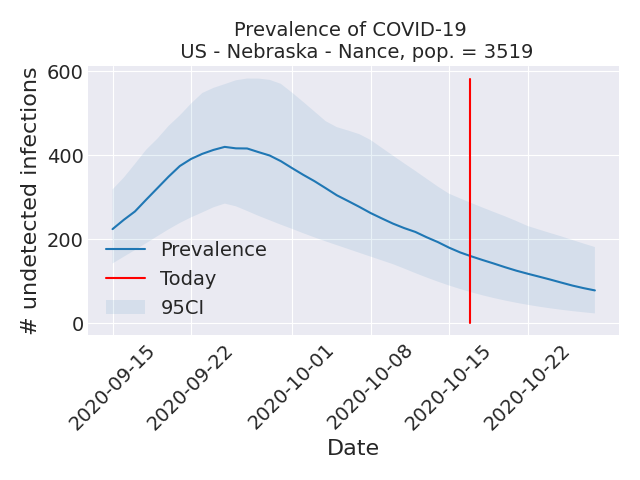 Prevalence of COVID-19
US - Nebraska - Nance, pop. = 3519
# undetected infections
600
400
200
0
Prevalence
Today
95CI
2020-09-15
2020-09-22
2020-10-01
2020-10-08
2020-10-15
2020-10-22
Date